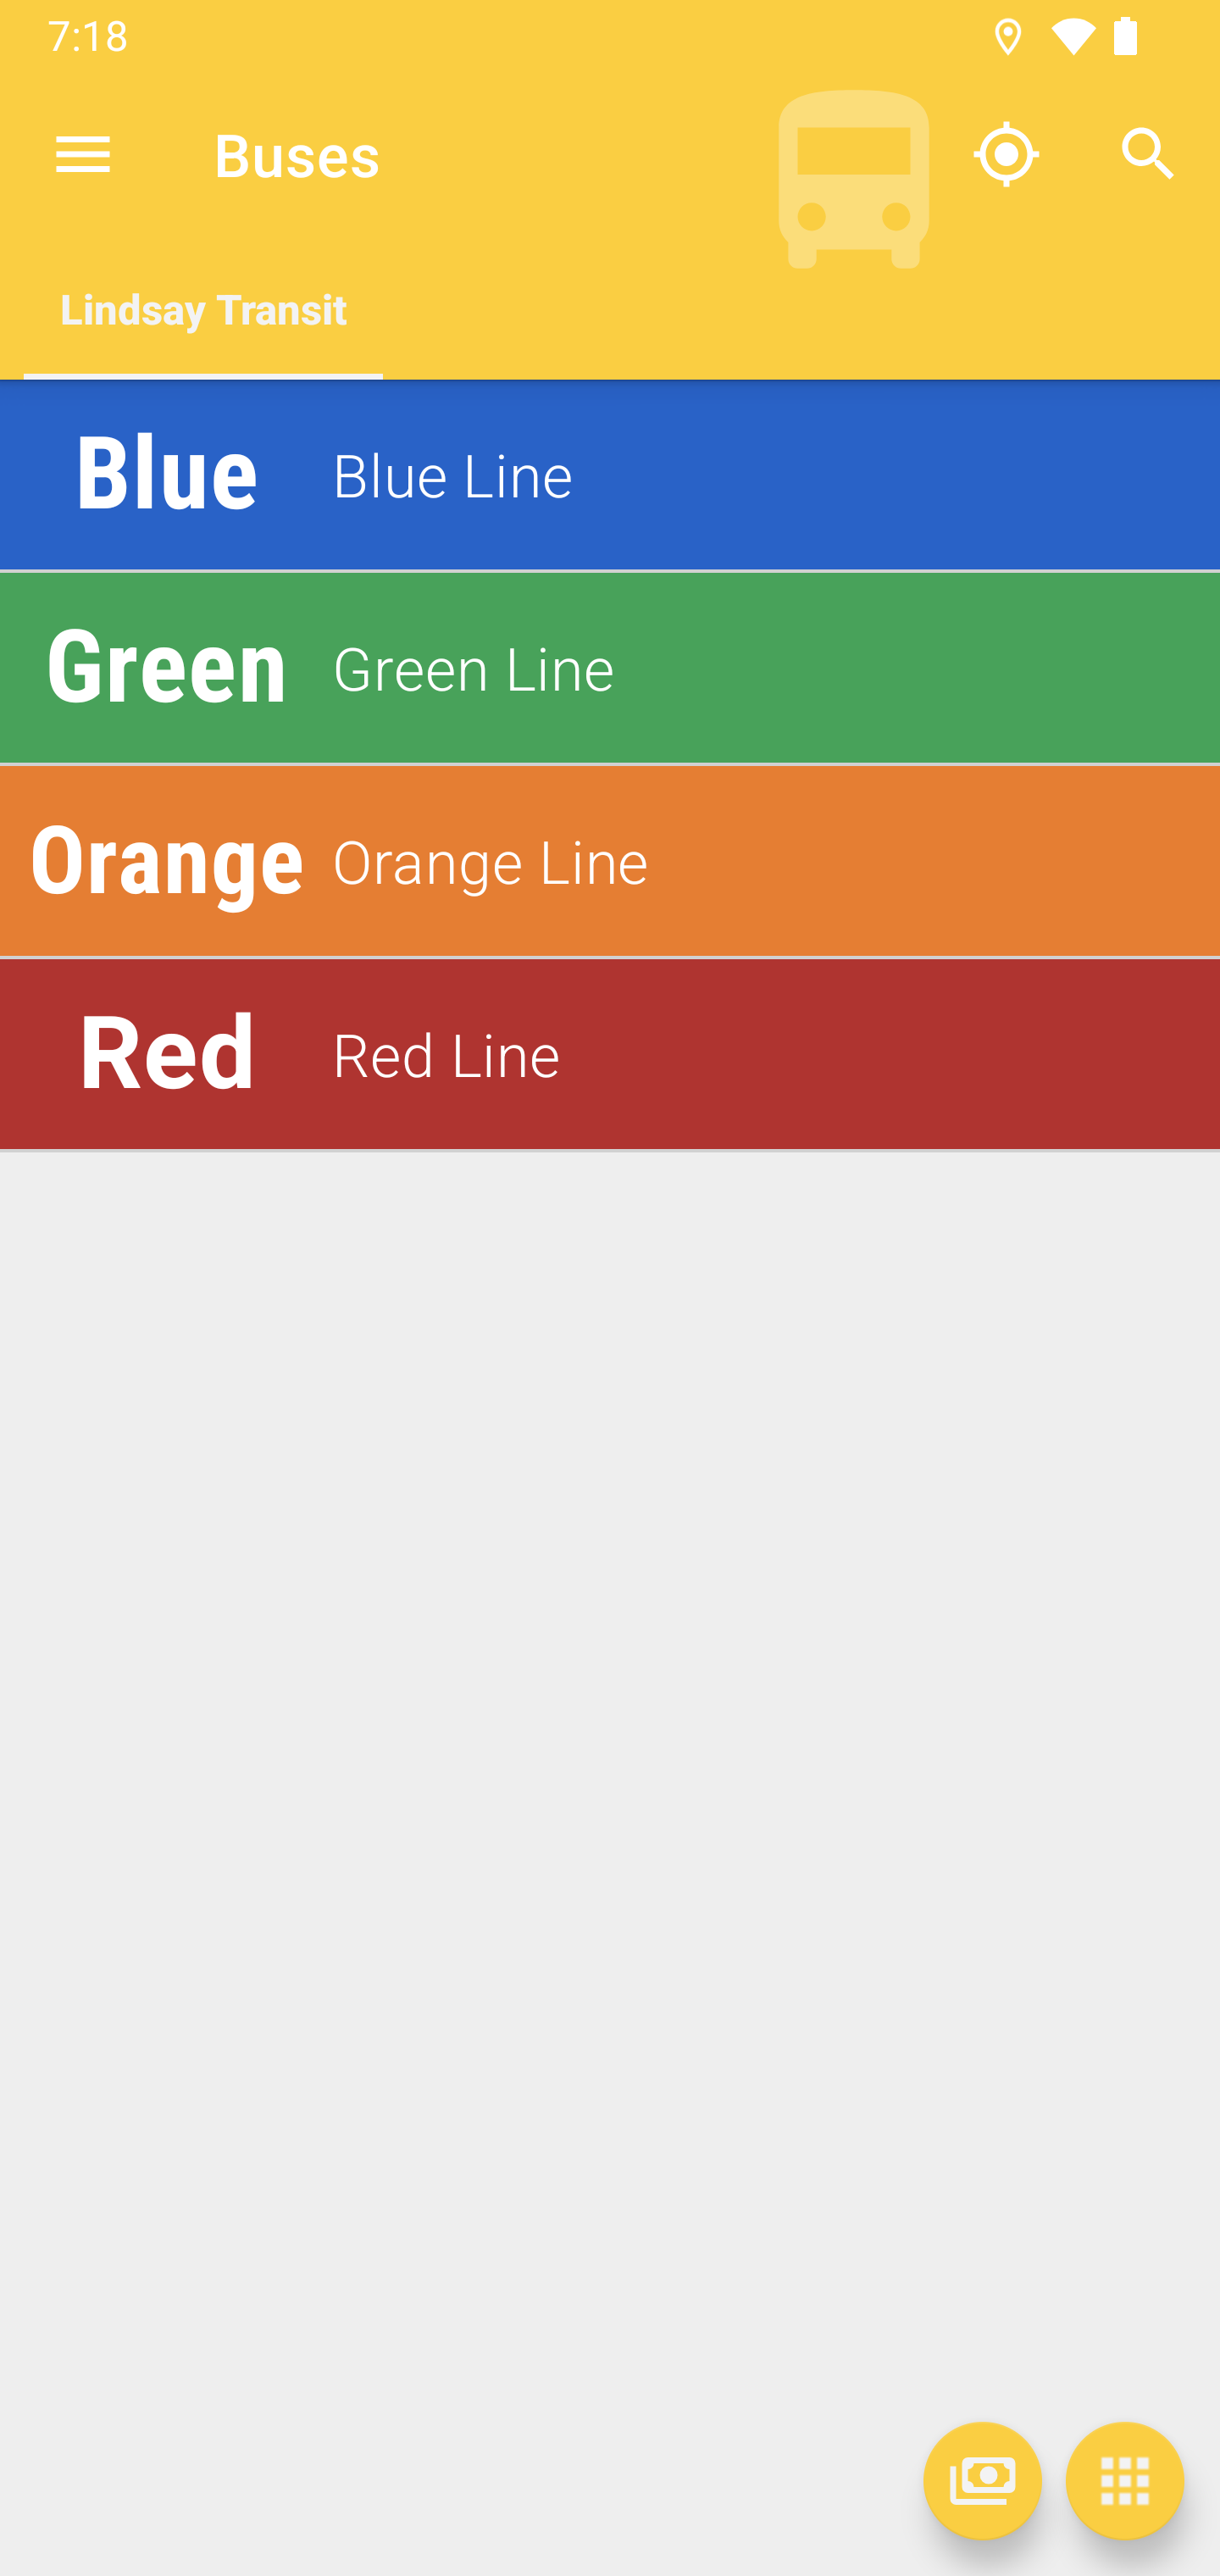 7:18
Buses
Lindsay Transit
Blue Blue Line
Green Green Line
Orange Orange Line
Red Red Line